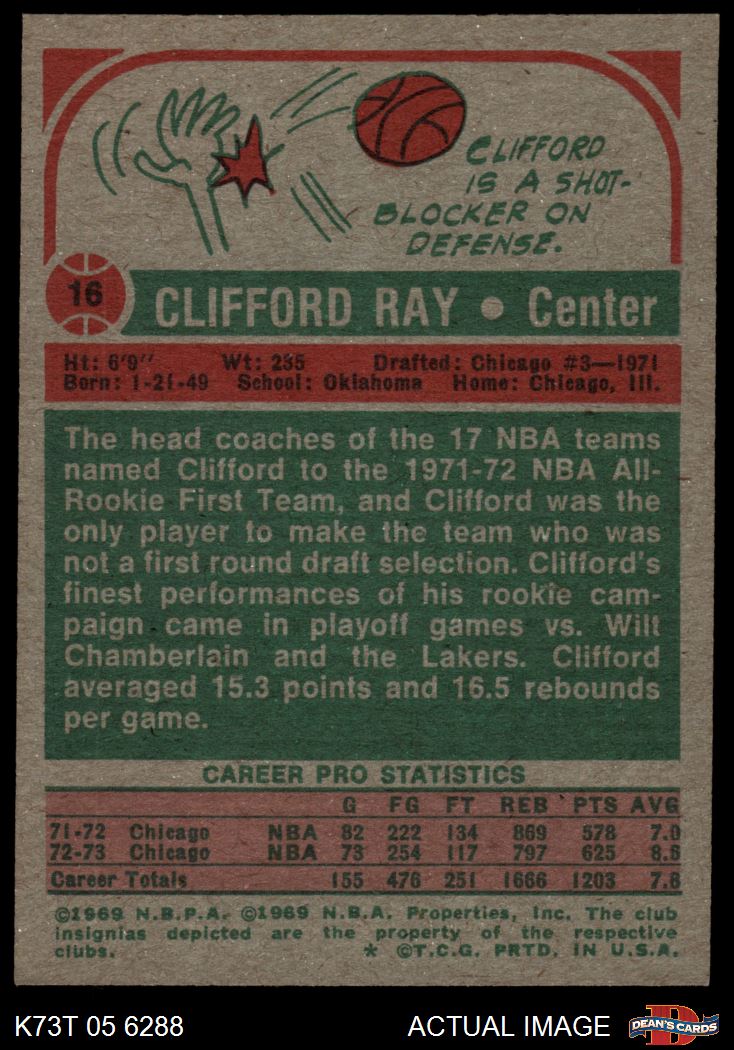 CLIFFORD
IS A SHOT-
BLOCKER ON
DEFENSE.
16
CLIFFORD RAY • Center
Ht: 6'9" Wt: 235 Drafted: Chicago #3—1971
Born: 1-21-49 School: Oklahoma Home: Chicago, Ill.
The head coaches of the 17 NBA teams
named Clifford to the 1971-72 NBA All-
Rookie First Team, and Clifford was the
only player to make the team who was
not a first round draft selection. Clifford's
finest performances of his rookie cam-
paign came in playoff games vs. Wilt
Chamberlain and the Lakers. Clifford
averaged 15.3 points and 16.5 rebounds
per game.
CAREER PRO STATISTICS
G FG FT REB PTS AVG
71-72 Chicago NBA 82 222 134 869 578 7.0
72-73 Chicago NBA 73 254 117 797 625 8.6
Career Totals 155 476 251 1666 1203 7.8
©1969 N.B.P.A. ©1969 N.B.A. Properties, Inc. The club
insignias depicted are the property of the respective
clubs. * ©T.C.G. PRTD. IN U.S.A.
K73T 05 6288 ACTUAL IMAGE D DEAN'S CARDS